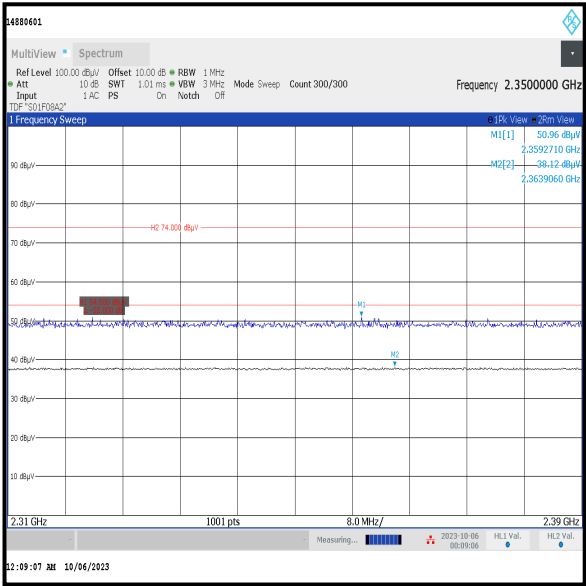 14880601
MultiView Spectrum
Ref Level 100.00 dBµV Offset 10.00 dB RBW 1 MHz
Att 10 dB SWT 1.01 ms VBW 3 MHz Mode Sweep Count 300/300 Frequency 2.3500000 GHz
Input 1 AC PS On Notch Off
TDF "S01F08A2"
1 Frequency Sweep 1Pk View 2Rm View
M1[1] 50.96 dBµV
2.3592710 GHz
90 dBµV M2[2] 38.12 dBµV
2.3639060 GHz
80 dBµV
H2 74.000 dBµV
70 dBµV
60 dBµV
M1
50 dBµV
M2
40 dBµV
30 dBµV
20 dBµV
10 dBµV
2.31 GHz 1001 pts 8.0 MHz/ 2.39 GHz
Measuring... 2023-10-06 HL1 Val. HL2 Val.
00:09:06
12:09:07 AM 10/06/2023